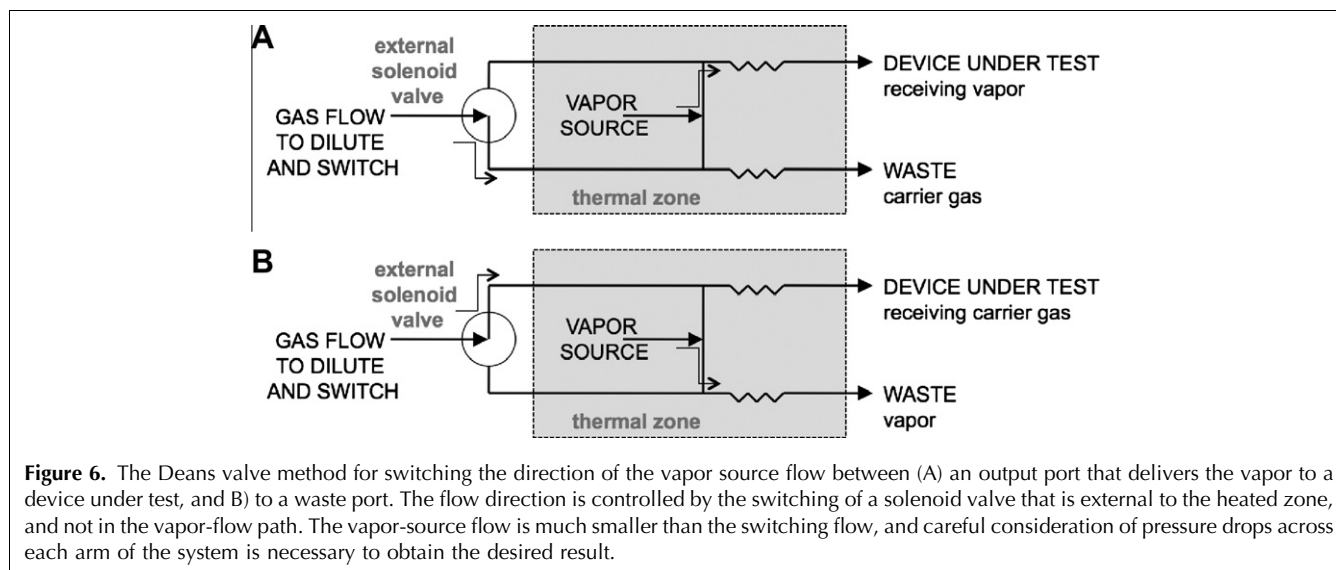 A
external
solenoid
valve
GAS FLOW
TO DILUTE
AND SWITCH
VAPOR
SOURCE
thermal zone
DEVICE UNDER TEST
receiving vapor
WASTE
carrier gas
B
external
solenoid
valve
GAS FLOW
TO DILUTE
AND SWITCH
VAPOR
SOURCE
thermal zone
DEVICE UNDER TEST
receiving carrier gas
WASTE
vapor
Figure 6. The Deans valve method for switching the direction of the vapor source flow between (A) an output port that delivers the vapor to a
device under test, and B) to a waste port. The flow direction is controlled by the switching of a solenoid valve that is external to the heated zone,
and not in the vapor-flow path. The vapor-source flow is much smaller than the switching flow, and careful consideration of pressure drops across
each arm of the system is necessary to obtain the desired result.